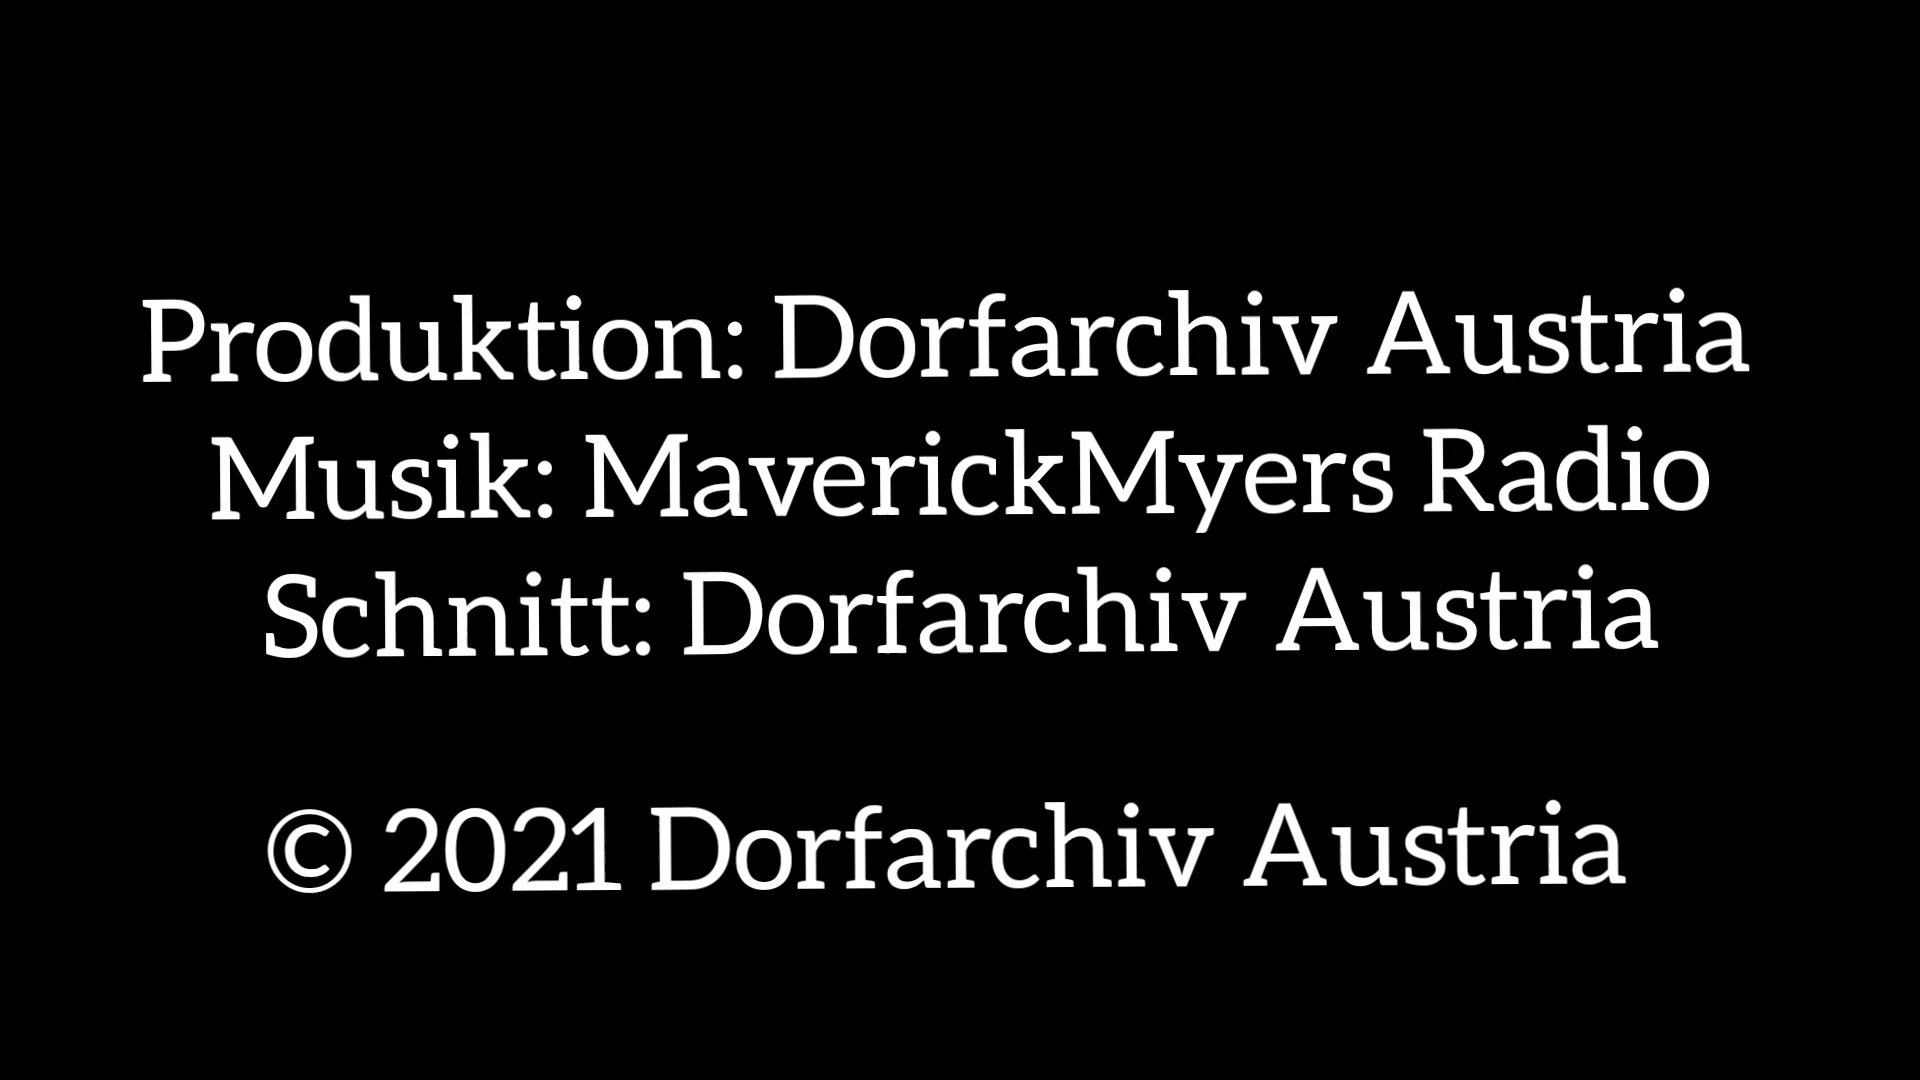 Produktion: Dorfarchiv Austria
Musik: MaverickMyers Radio
Schnitt: Dorfarchiv Austria
© 2021 Dorfarchiv Austria